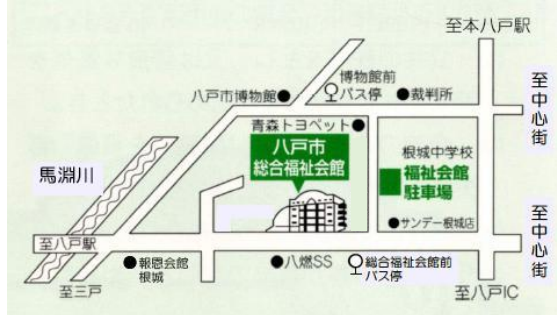 至本八戸駅
博物館前
バス停
八戸市博物館
裁判所
至中心街
青森トヨペット
八戸市
総合福祉会館
根城中学校
福祉会館
駐車場
馬淵川
サンデー根城店
至中心街
至八戸駅
報恩会館
根城
八燃SS
総合福祉会館前
バス停
至三戸
至八戸IC